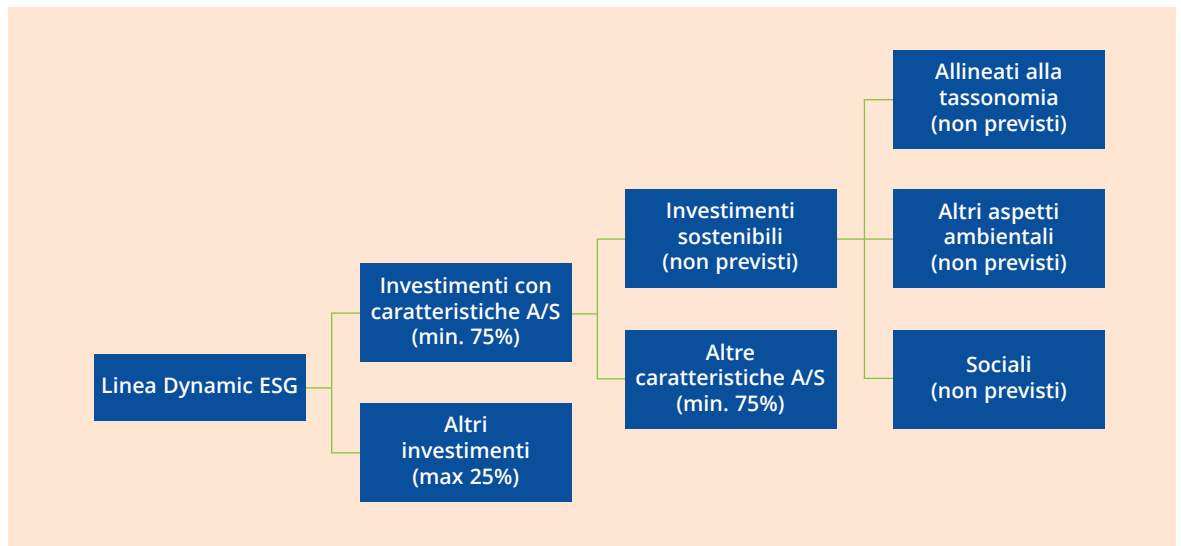 Linea Dynamic ESG
Investimenti con
caratteristiche A/S
(min. 75%)
Altri
investimenti
(max 25%)
Investimenti
sostenibili
(non previsti)
Altre
caratteristiche A/S
(min. 75%)
Allineati alla
tassonomia
(non previsti)
Altri aspetti
ambientali
(non previsti)
Sociali
(non previsti)